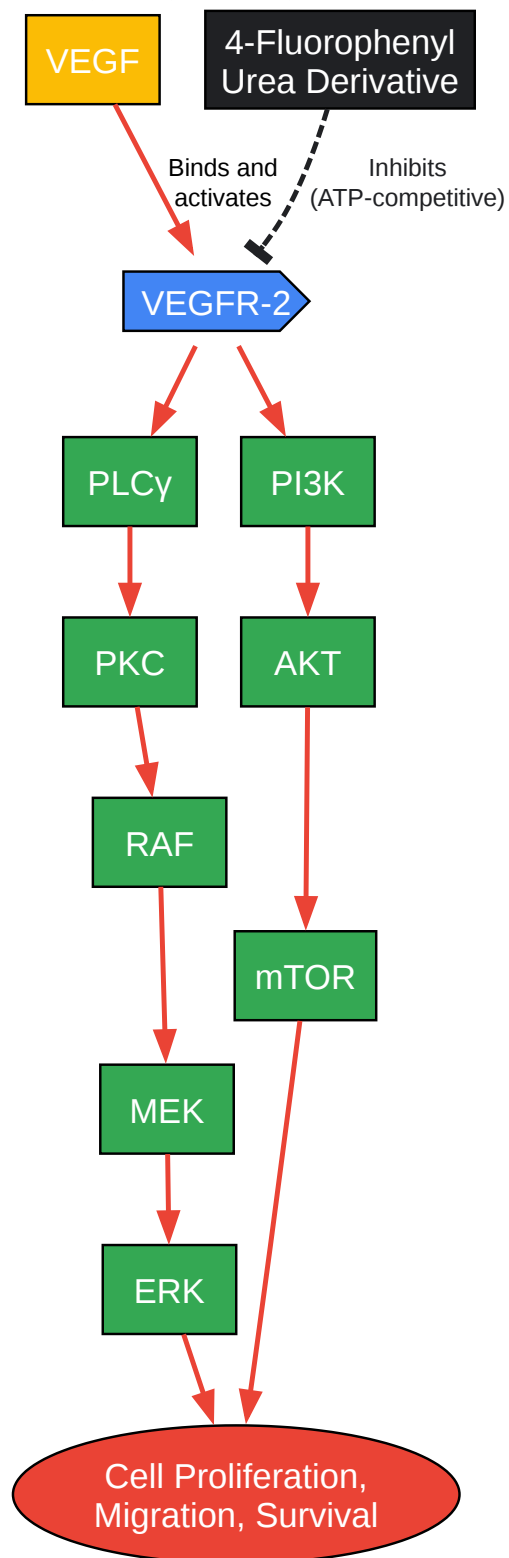 VEGF
4-Fluorophenyl
Urea Derivative
Binds and
activates
Inhibits
(ATP-competitive)
VEGFR-2
PLCγ
PI3K
PKC
AKT
RAF
mTOR
MEK
ERK
Cell Proliferation,
Migration, Survival